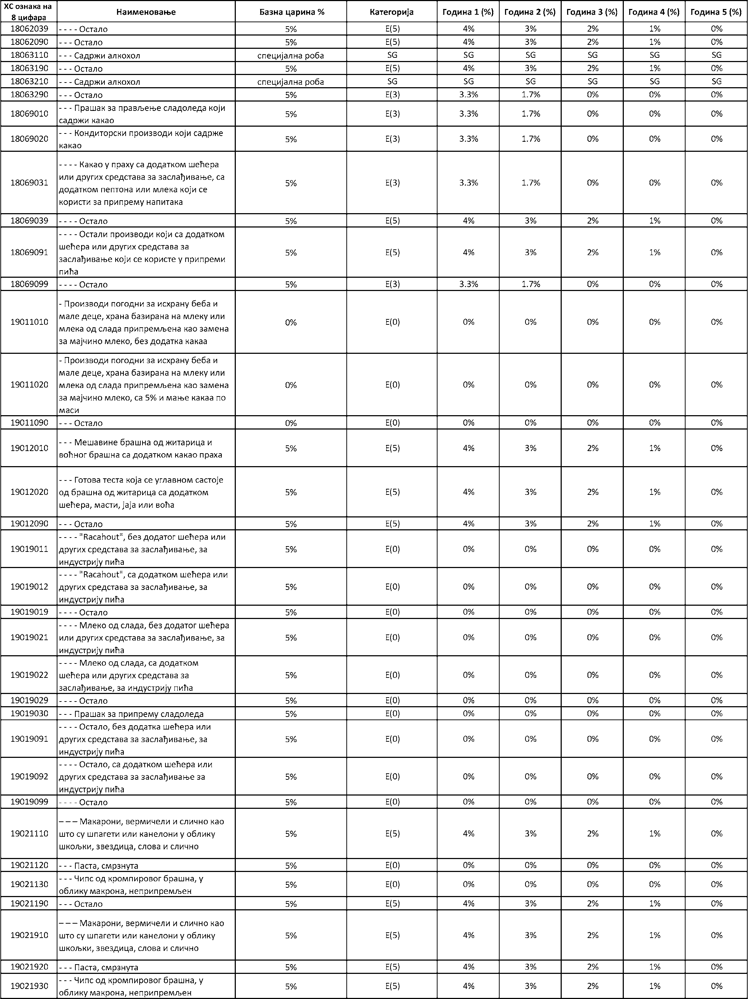 ХС ознака на 8 цифара Наименовање Базна царина % Категорија Година 1 (%) Година 2 (%) Година 3 (%) Година 4 (%) Година 5 (%)
18062039 - - - - Остало 5% E(5) 4% 3% 2% 1% 0%
18062090 - - - Остало 5% E(5) 4% 3% 2% 1% 0%
18063110 - - - Садржи алкохол специјална роба SG SG SG SG SG SG
18063190 - - - Остало 5% E(5) 4% 3% 2% 1% 0%
18063210 - - - Садржи алкохол специјална роба SG SG SG SG SG SG
18063290 - - - Остало 5% E(3) 3.3% 1.7% 0% 0% 0%
18069010 - - - Прашак за прављење сладоледа који
садржи какао 5% E(3) 3.3% 1.7% 0% 0% 0%
18069020 - - - Кондиторски производи који садрже
какао 5% E(3) 3.3% 1.7% 0% 0% 0%
18069031 - - - - Какао у праху са додатком шећера
или других средстава за заслађивање, са
додатком пептона или млека који се
користи за припрему напитака 5% E(3) 3.3% 1.7% 0% 0% 0%
18069039 - - - - Остало 5% E(5) 4% 3% 2% 1% 0%
18069091 - - - - Остали производи који са додатком
шећера или других средстава за
заслађивање који се користе у припреми
пића 5% E(5) 4% 3% 2% 1% 0%
18069099 - - - - Остало 5% E(3) 3.3% 1.7% 0% 0% 0%
19011010 - Производи погодни за исхрану беба и
мале деце, храна базирана на млеку или
млека од слада припремљена као замена
за мајчино млеко, без додатка какаа 0% E(0) 0% 0% 0% 0% 0%
19011020 - Производи погодни за исхрану беба и
мале деце, храна базирана на млеку или
млека од слада припремљена као замена
за мајчино млеко, са 5% и мање какаа по
маси 0% E(0) 0% 0% 0% 0% 0%
19011090 - - - Остало 0% E(0) 0% 0% 0% 0% 0%
19012010 - - - Мешавине брашна од житарица и
воћног брашна са додатком какао праха 5% E(5) 4% 3% 2% 1% 0%
19012020 - - - Готова теста која се углавном састоје
од брашна од житарица са додатком
шећера, масти, јаја или воћа 5% E(5) 4% 3% 2% 1% 0%
19012090 - - - Остало 5% E(5) 4% 3% 2% 1% 0%
19019011 - - - - "Racahout", без додатог шећера или
других средстава за заслађивање, за
индустрију пића 5% E(0) 0% 0% 0% 0% 0%
19019012 - - - - "Racahout", са додатком шећера или
других средстава за заслађивање, за
индустрију пића 5% E(0) 0% 0% 0% 0% 0%
19019019 - - - - Остало 5% E(0) 0% 0% 0% 0% 0%
19019021 - - - - Млеко од слада, без додатог шећера
или других средстава за заслађивање, за
индустрију пића 5% E(0) 0% 0% 0% 0% 0%
19019022 - - - - Млеко од слада, са додатком
шећера или других средстава за
заслађивање, за индустрију пића 5% E(0) 0% 0% 0% 0% 0%
19019029 - - - - Остало 5% E(0) 0% 0% 0% 0% 0%
19019030 - - - Прашак за припрему сладоледа 5% E(0) 0% 0% 0% 0% 0%
19019091 - - - - Остало, без додатка шећера или
других средстава за заслађивање, за
индустрију пића 5% E(0) 0% 0% 0% 0% 0%
19019092 - - - - Остало, са додатком шећера или
других средстава за заслађивање за
индустрију пића 5% E(0) 0% 0% 0% 0% 0%
19019099 - - - - Остало 5% E(0) 0% 0% 0% 0% 0%
19021110 – – – Макарони, вермичели и слично као
што су шпагети или канелони у облику
шкољки, звездица, слова и слично 5% E(5) 4% 3% 2% 1% 0%
19021120 - - - Паста, смрзнута 5% E(0) 0% 0% 0% 0% 0%
19021130 - - - Чипс од кромпировог брашна, у
облику макрона, неприпремљен 5% E(0) 0% 0% 0% 0% 0%
19021190 - - - Остало 5% E(5) 4% 3% 2% 1% 0%
19021910 – – – Макарони, вермичели и слично као
што су шпагети или канелони у облику
шкољки, звездица, слова и слично 5% E(5) 4% 3% 2% 1% 0%
19021920 - - - Паста, смрзнута 5% E(5) 4% 3% 2% 1% 0%
19021930 - - - Чипс од кромпировог брашна, у
облику макрона, неприпремљен 5% E(5) 4% 3% 2% 1% 0%